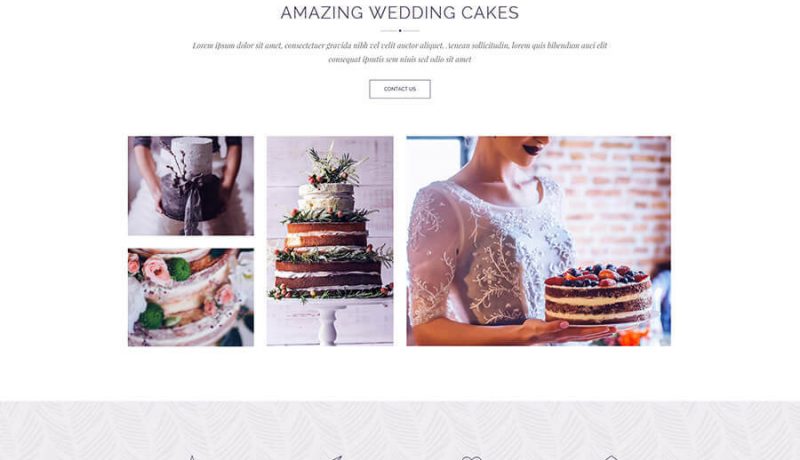 AMAZING WEDDING CAKES
Lorem ipsum dolor sit amet, consectetuer gravida nibh vel velit auctor aliquet. Aenean sollicitudin, lorem quis bibendum auci elit
consequat ipsutis sem niuis sed odio sit amet
CONTACT US